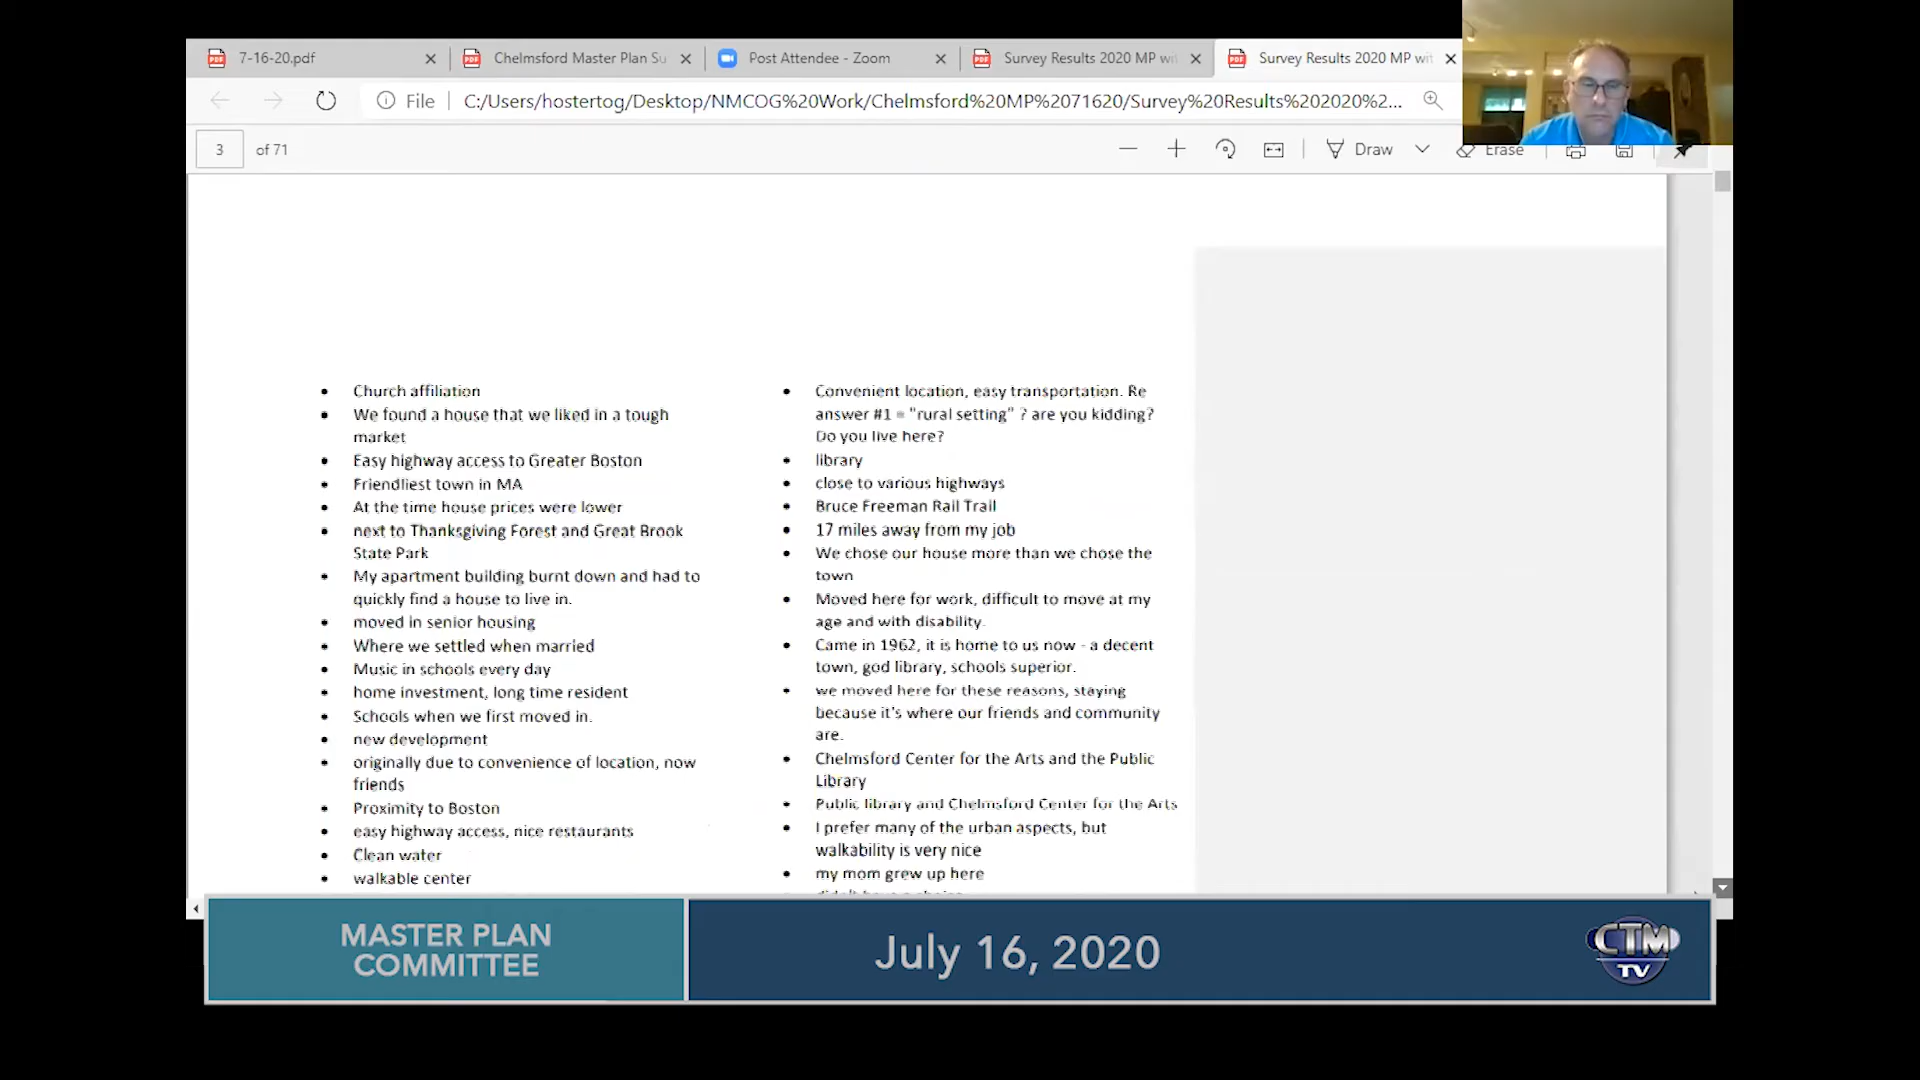 7-16-20.pdf
Chelmsford Master Plan Su
Post Attendee - Zoom
Survey Results 2020 MP wi
Survey Results 2020 MP wit
File
C:/Users/hostertog/Desktop/NMCOG%20Work/Chelmsford%20MP%2071620/Survey%20Results%202020%2...
3 of 71
Draw
Erase
• Church affiliation
• We found a house that we liked in a tough
market
• Easy highway access to Greater Boston
• Friendliest town in MA
• At the time house prices were lower
• next to Thanksgiving Forest and Great Brook
State Park
• My apartment building burnt down and had to
quickly find a house to live in.
• moved in senior housing
• Where we settled when married
• Music in schools every day
• home investment, long time resident
• Schools when we first moved in.
• new development
• originally due to convenience of location, now
friends
• Proximity to Boston
• easy highway access, nice restaurants
• Clean water
• walkable center
• Convenient location, easy transportation. Re
answer #1 = "rural setting" ? are you kidding?
Do you live here?
• library
• close to various highways
• Bruce Freeman Rail Trail
• 17 miles away from my job
• We chose our house more than we chose the
town
• Moved here for work, difficult to move at my
age and with disability.
• Came in 1962, it is home to us now - a decent
town, god library, schools superior.
• we moved here for these reasons, staying
because it's where our friends and community
are.
• Chelmsford Center for the Arts and the Public
Library
• Public library and Chelmsford Center for the Arts
• I prefer many of the urban aspects, but
walkability is very nice
• my mom grew up here
MASTER PLAN
COMMITTEE
July 16, 2020
CTM
TV